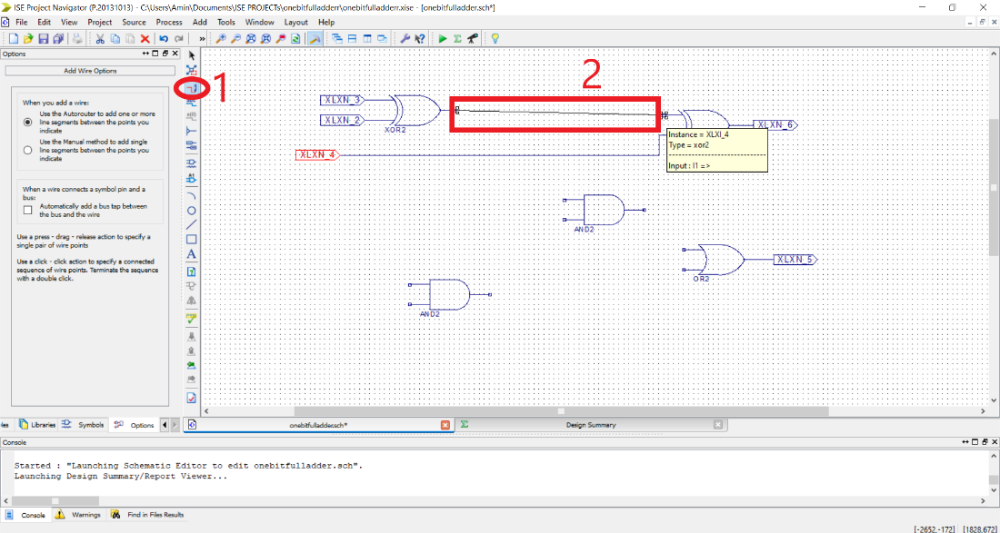 ISE Project Navigator (P.20131013) - C:\Users\Amin\Documents\ISE PROJECTs\onebitfulladderr\onebitfulladderr.xise - [onebitfulladder.sch*]
File Edit View Project Source Process Add Tools Window Layout Help
Options
Add Wire Options
When you add a wire:
Use the Autorouter to add one or more
line segments between the points you
indicate
Use the Manual method to add single
line segments between the points you
indicate
When a wire connects a symbol pin and a
bus:
Automatically add a bus tap between
the bus and the wire
Use a press - drag - release action to specify a
single pair of wire points
Use a click - click action to specify a connected
sequence of wire points. Terminate the sequence
with a double click.
1
2
XLXN_3
XLXN_2
XOR2
XLXN_4
XLXN_6
Instance = XLXI_4
Type = xor2
Input : I1 =>
AND2
XLXN_5
OR2
AND2
Libraries Symbols Options
onebitfulladder.sch* Design Summary
Console
Started : "Launching Schematic Editor to edit onebitfulladder.sch".
Launching Design Summary/Report Viewer...
Console Warnings Find in Files Results
[-2652,-172] [1828,672]